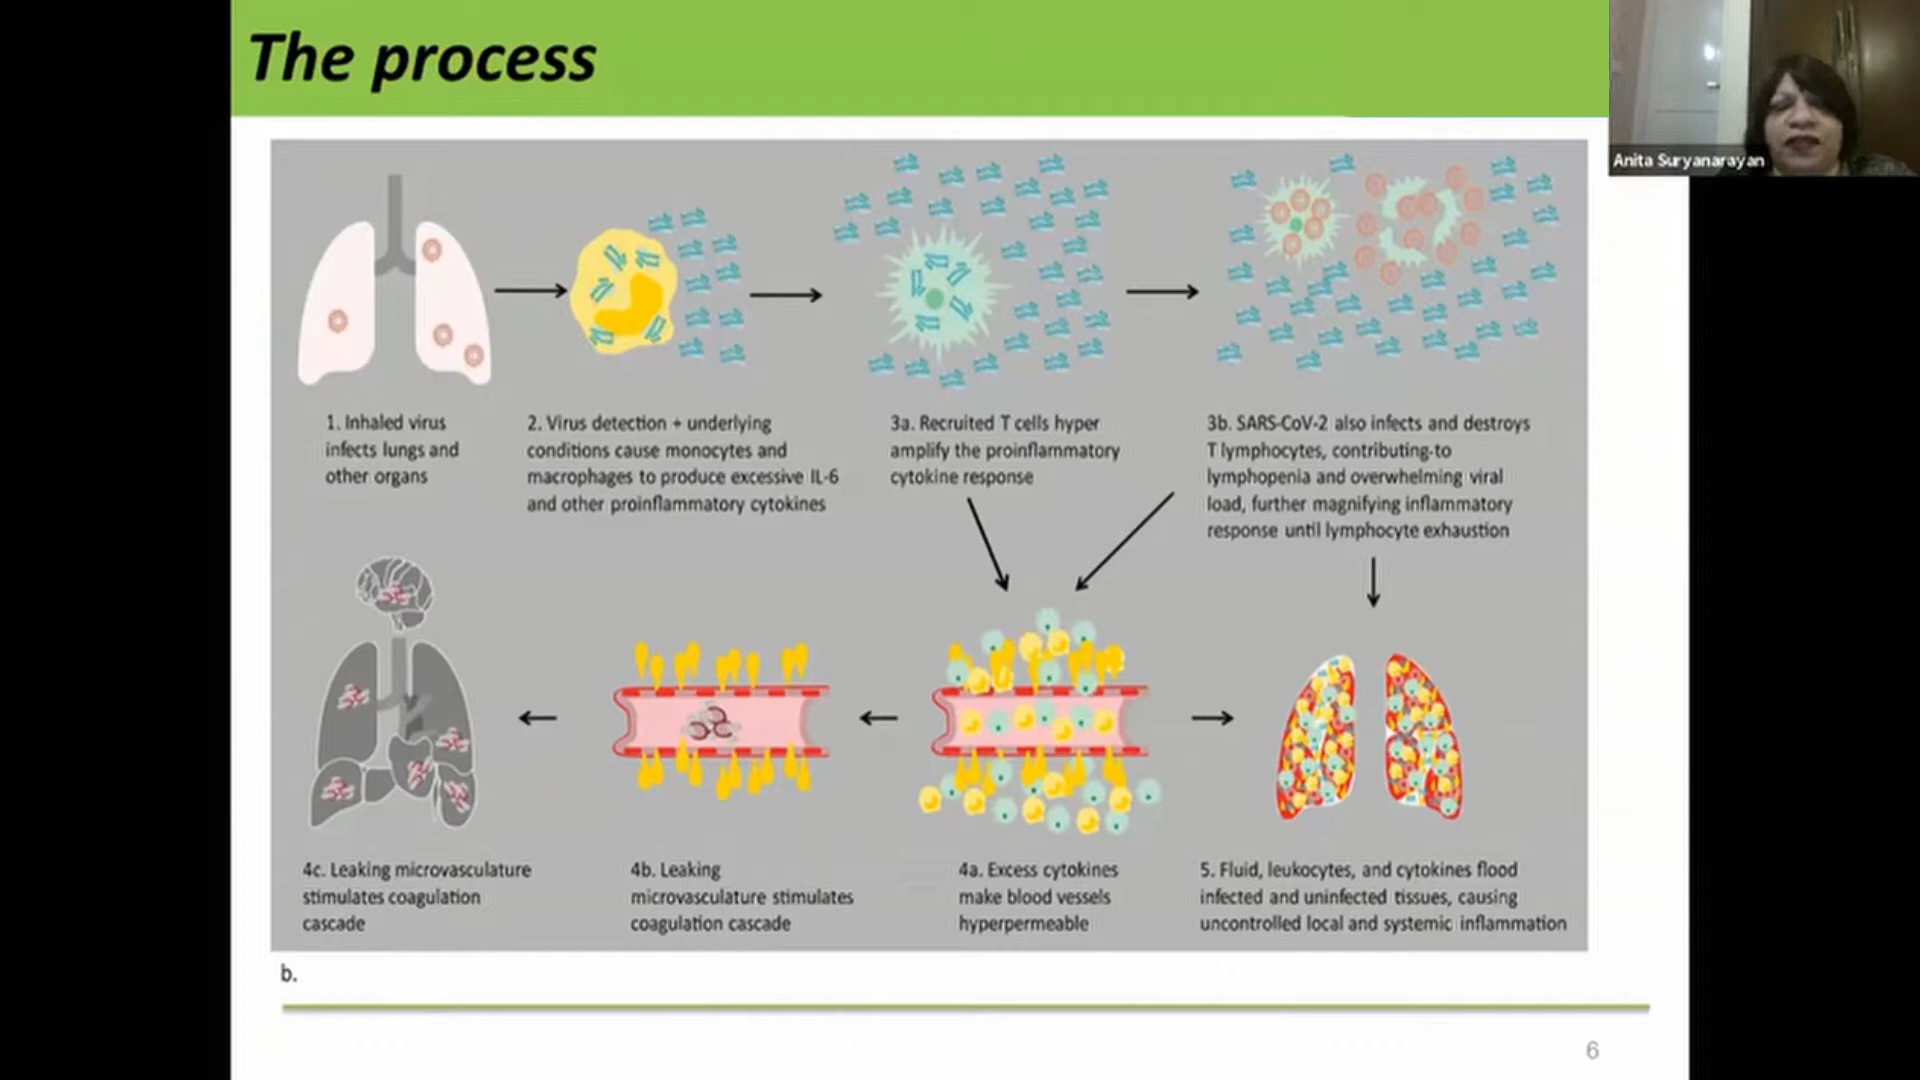 The process
Anita Suryanarayan
1. Inhaled virus
infects lungs and
other organs
2. Virus detection + underlying
conditions cause monocytes and
macrophages to produce excessive IL-6
and other proinflammatory cytokines
3a. Recruited T cells hyper
amplify the proinflammatory
cytokine response
3b. SARS-CoV-2 also infects and destroys
T lymphocytes, contributing-to
lymphopenia and overwhelming viral
load, further magnifying inflammatory
response until lymphocyte exhaustion
4c. Leaking microvasculature
stimulates coagulation
cascade
4b. Leaking
microvasculature stimulates
coagulation cascade
4a. Excess cytokines
make blood vessels
hyperpermeable
5. Fluid, leukocytes, and cytokines flood
infected and uninfected tissues, causing
uncontrolled local and systemic inflammation
b.
6